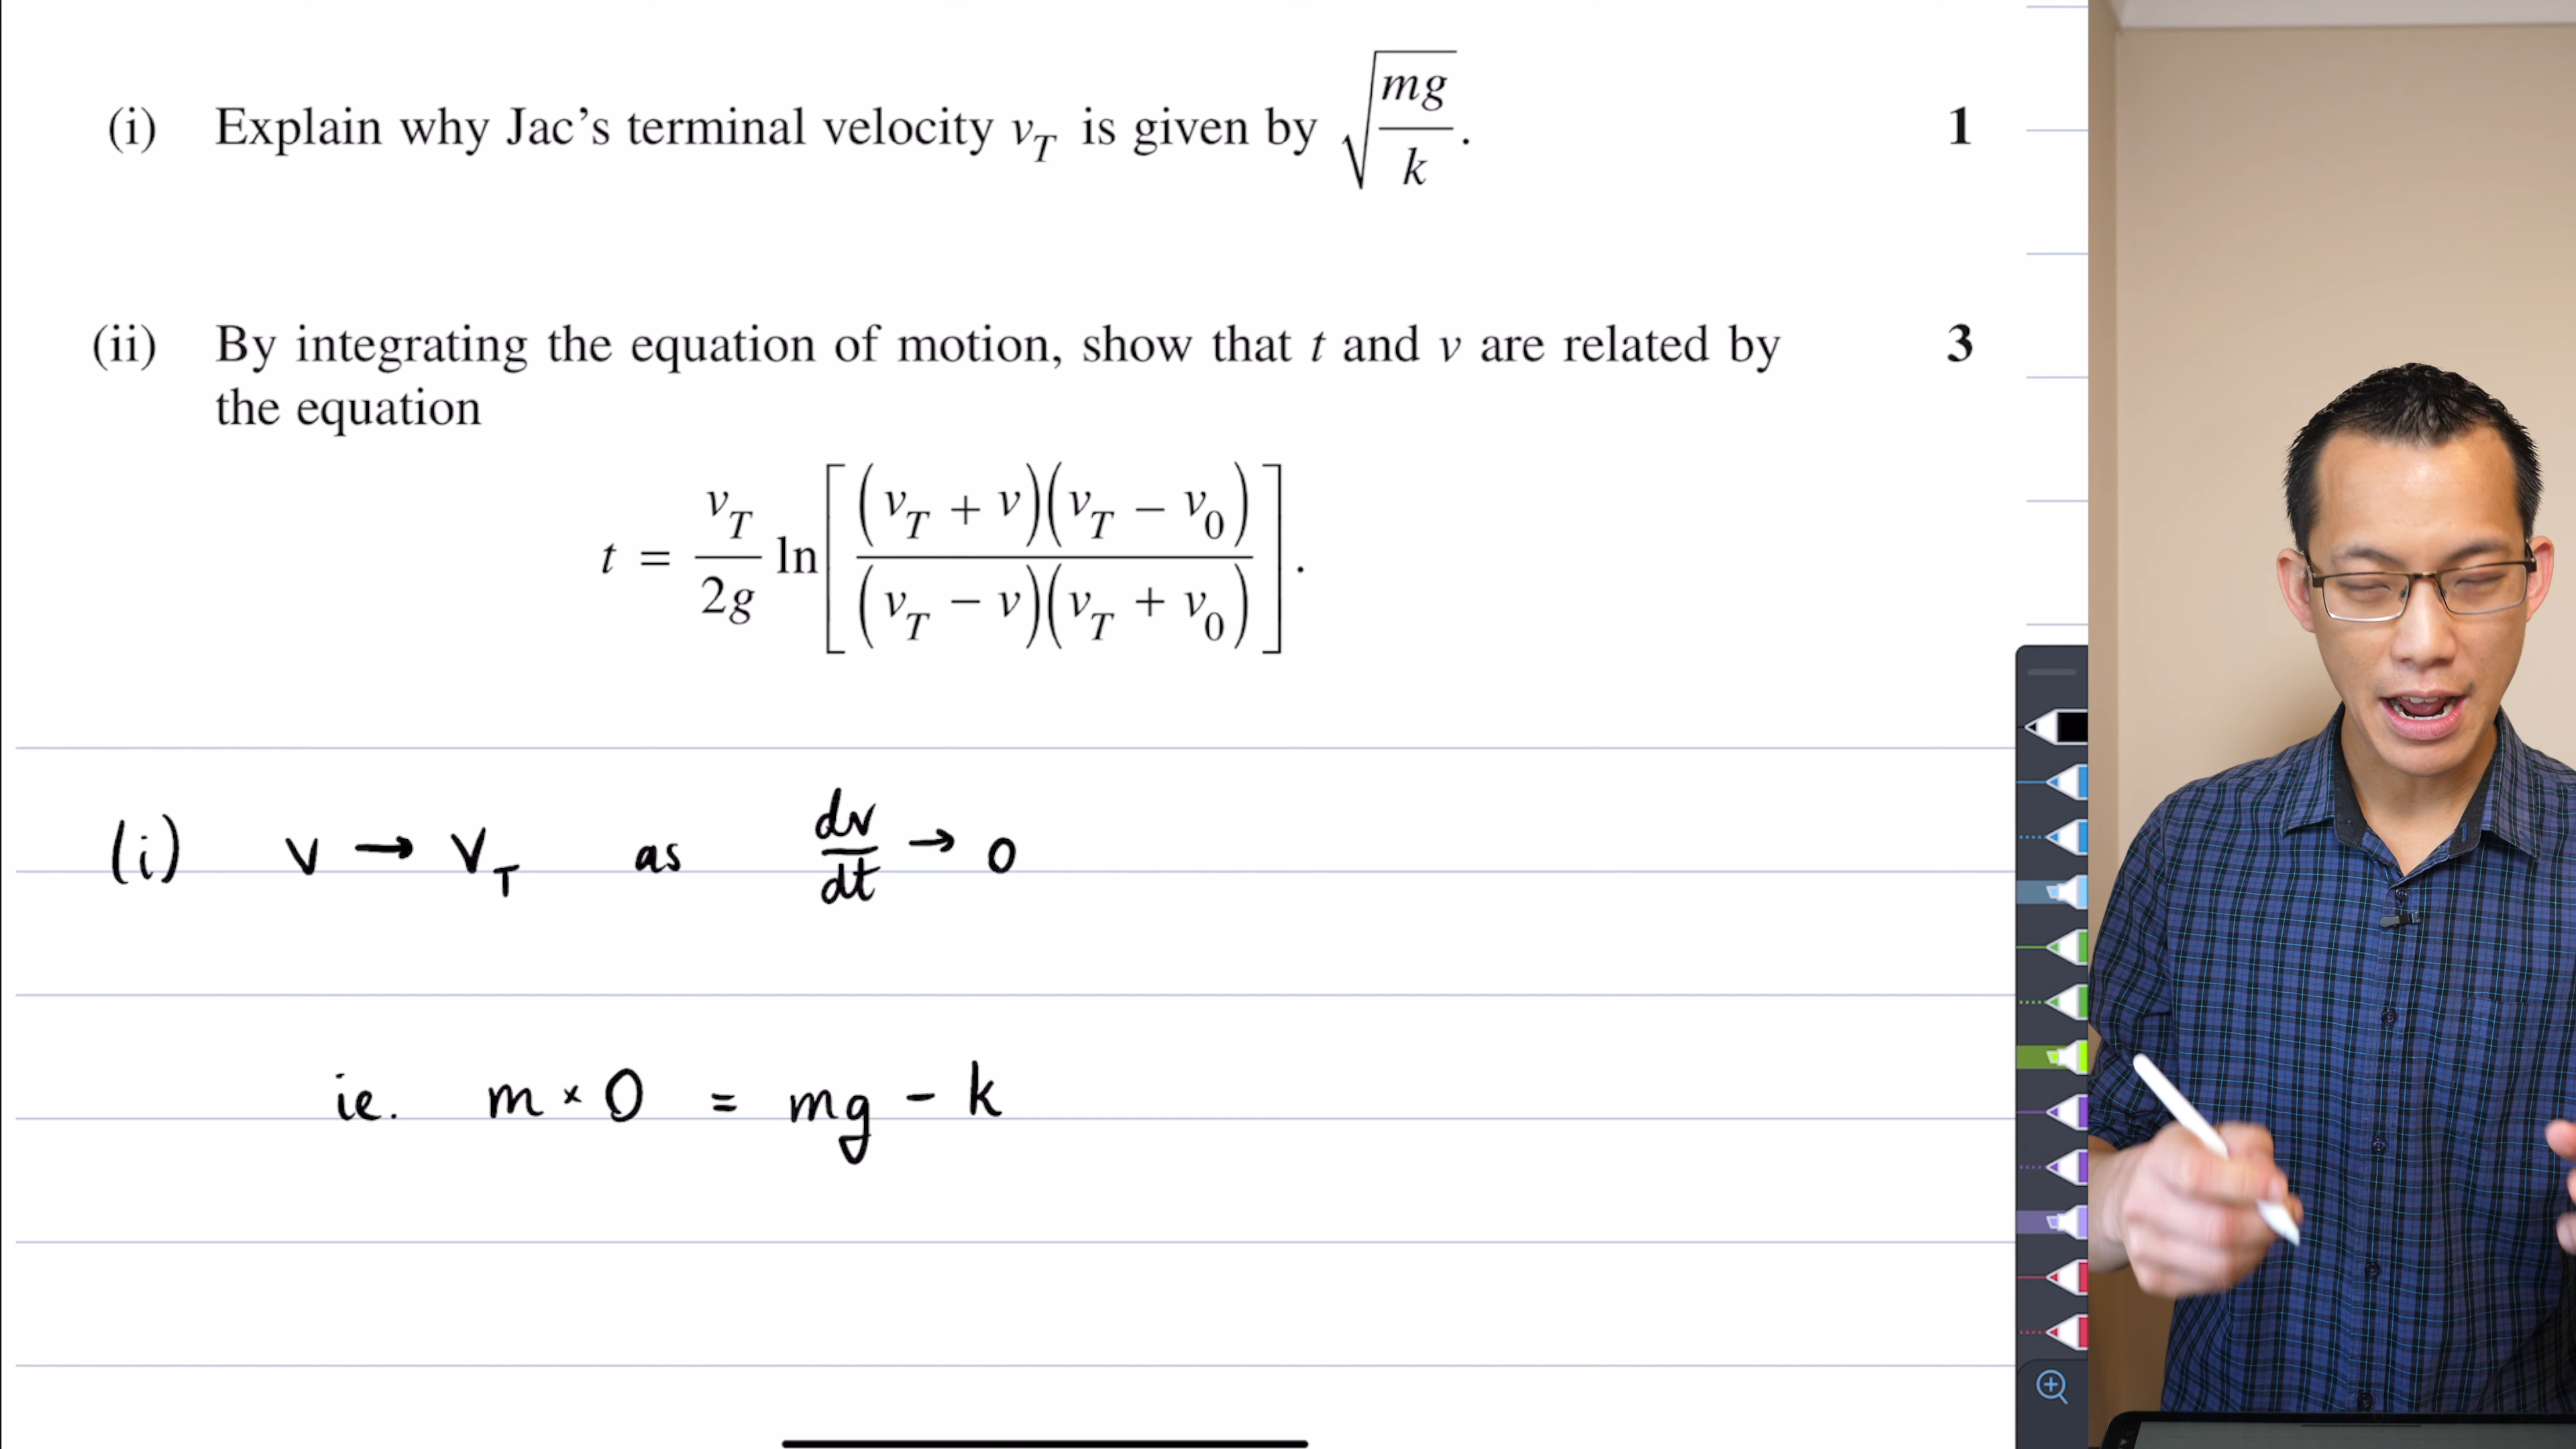 (i) Explain why Jac's terminal velocity v_T is given by √(mg/k). 1
(ii) By integrating the equation of motion, show that t and v are related by 3
the equation
t = v_T/2g ln[(v_T + v)(v_T − v_0)/(v_T − v)(v_T + v_0)].
(i) v → v_T as dv/dt → 0
ie. m × 0 = mg − k